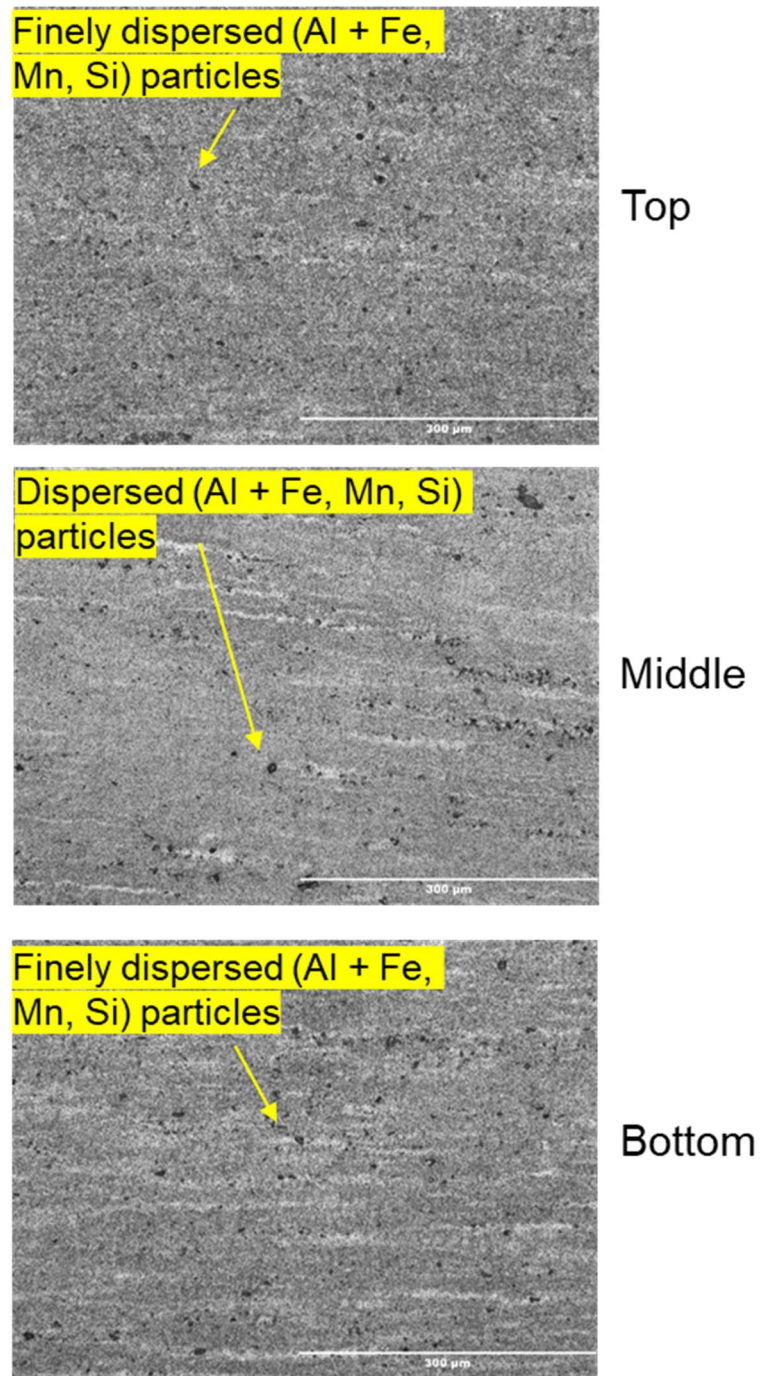 Finely dispersed (Al + Fe,
Mn, Si) particles
Top
300 µm
Dispersed (Al + Fe, Mn, Si)
particles
Middle
300 µm
Finely dispersed (Al + Fe,
Mn, Si) particles
Bottom
300 µm